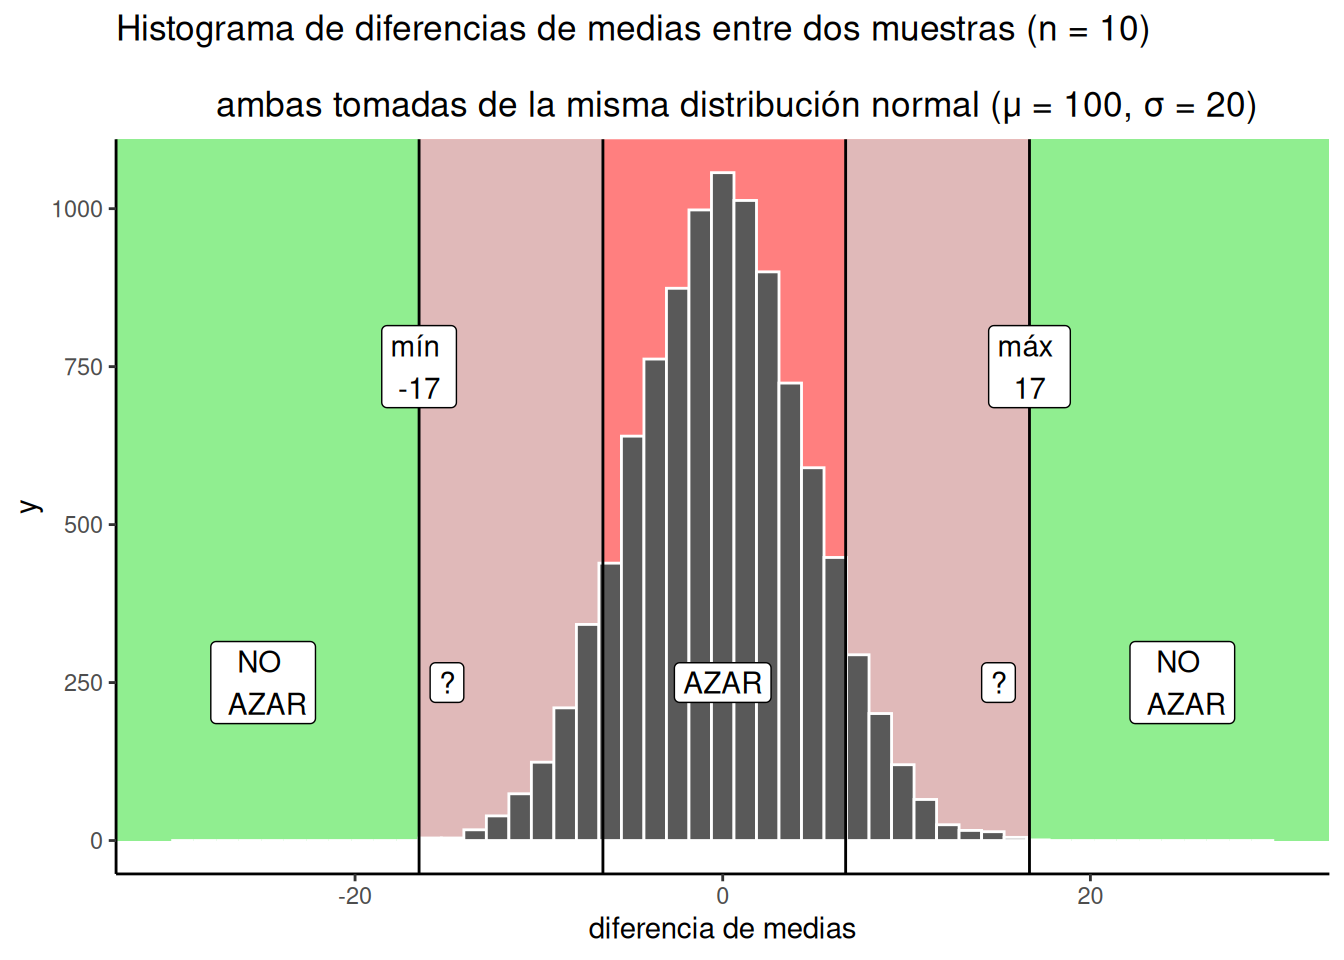 Histograma de diferencias de medias entre dos muestras (n = 10)
ambas tomadas de la misma distribución normal (μ = 100, σ = 20)
1000
750
500
250
0
y
mín
-17
máx
17
NO
AZAR
?
AZAR
?
NO
AZAR
-20
0
20
diferencia de medias